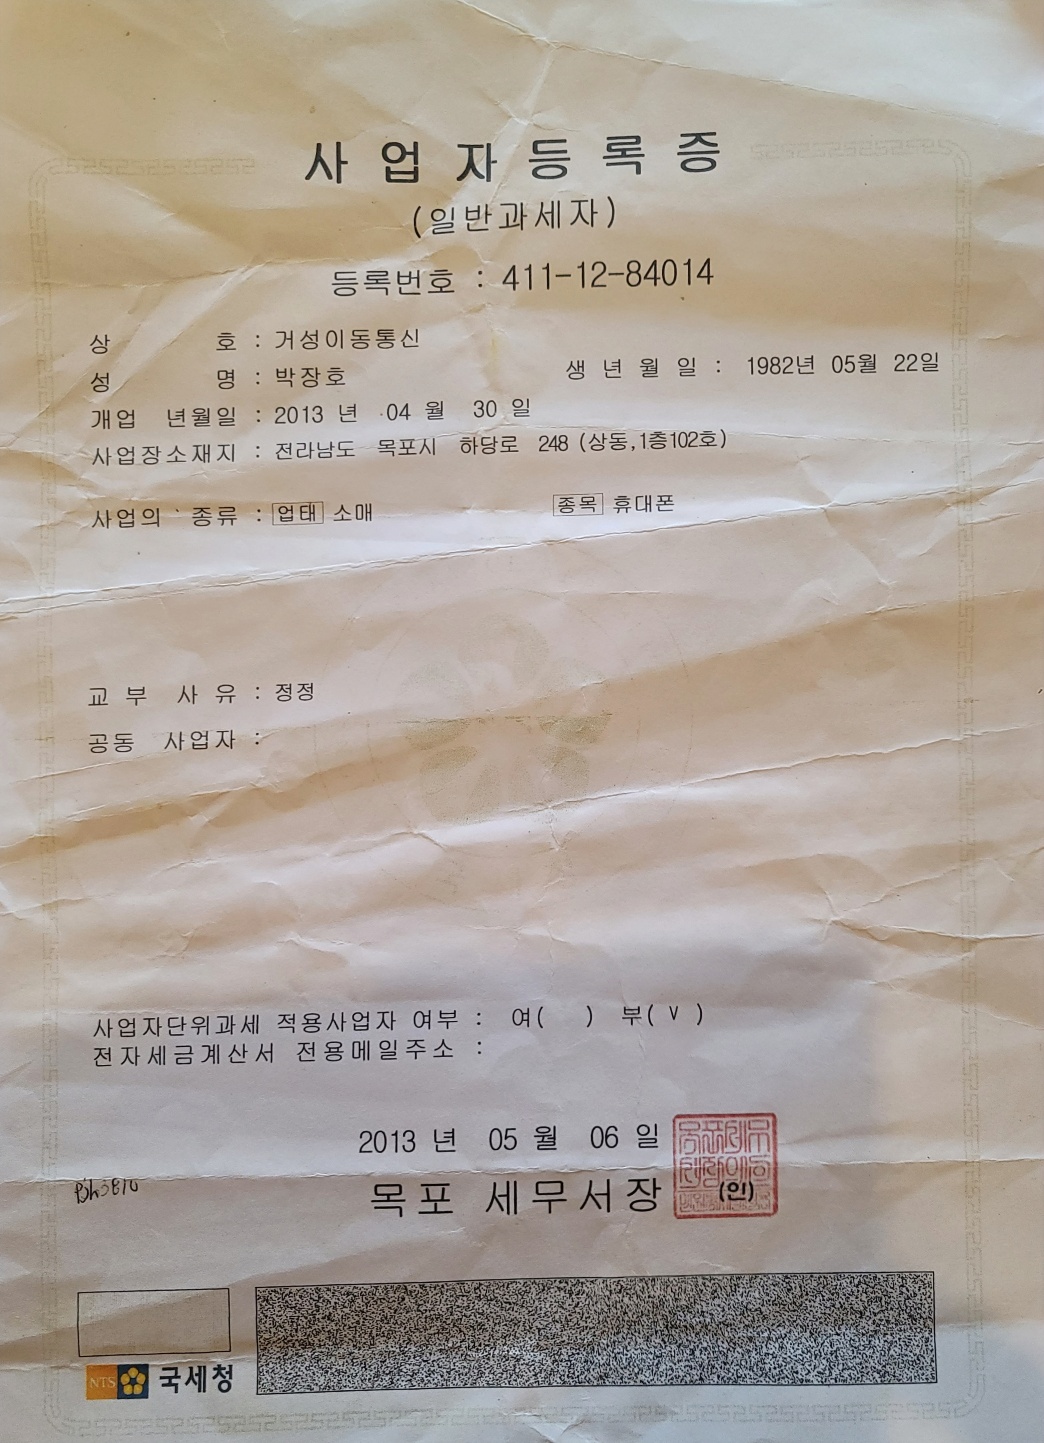 사업자등록증
(일반과세자)
등록번호 : 411-12-84014
상 호 : 거성이동통신
성 명 : 박장호 생년월일 : 1982년 05월 22일
개업 년월일 : 2013 년 04 월 30 일
사업장소재지 : 전라남도 목포시 하당로 248 (상동,1층102호)
사업의 종류 : 업태 소매 종목 휴대폰
교부 사유 : 정정
공동 사업자 :
사업자단위과세 적용사업자 여부 : 여( ) 부( V )
전자세금계산서 전용메일주소 :
2013 년 05 월 06 일
목포 세무서장 (인)
NTS 국세청